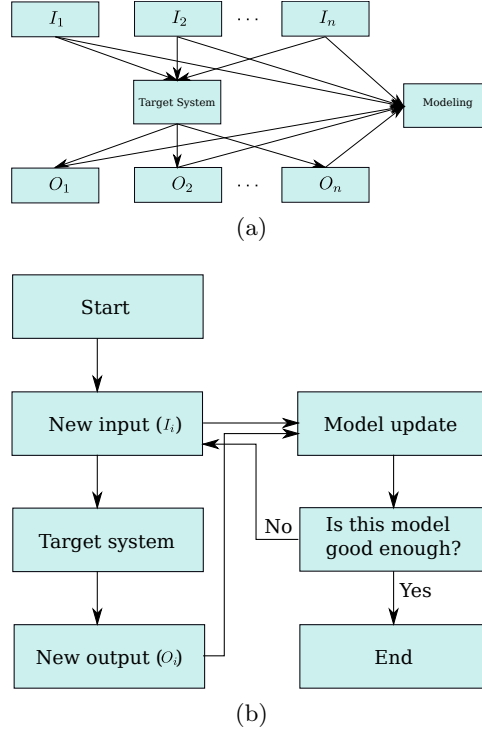 I1 I2 ... In
Target System
Modeling
O1 O2 ... On
(a)
Start
New input (Ii)
Model update
Target system
No
Is this model
good enough?
Yes
New output (Oi)
End
(b)